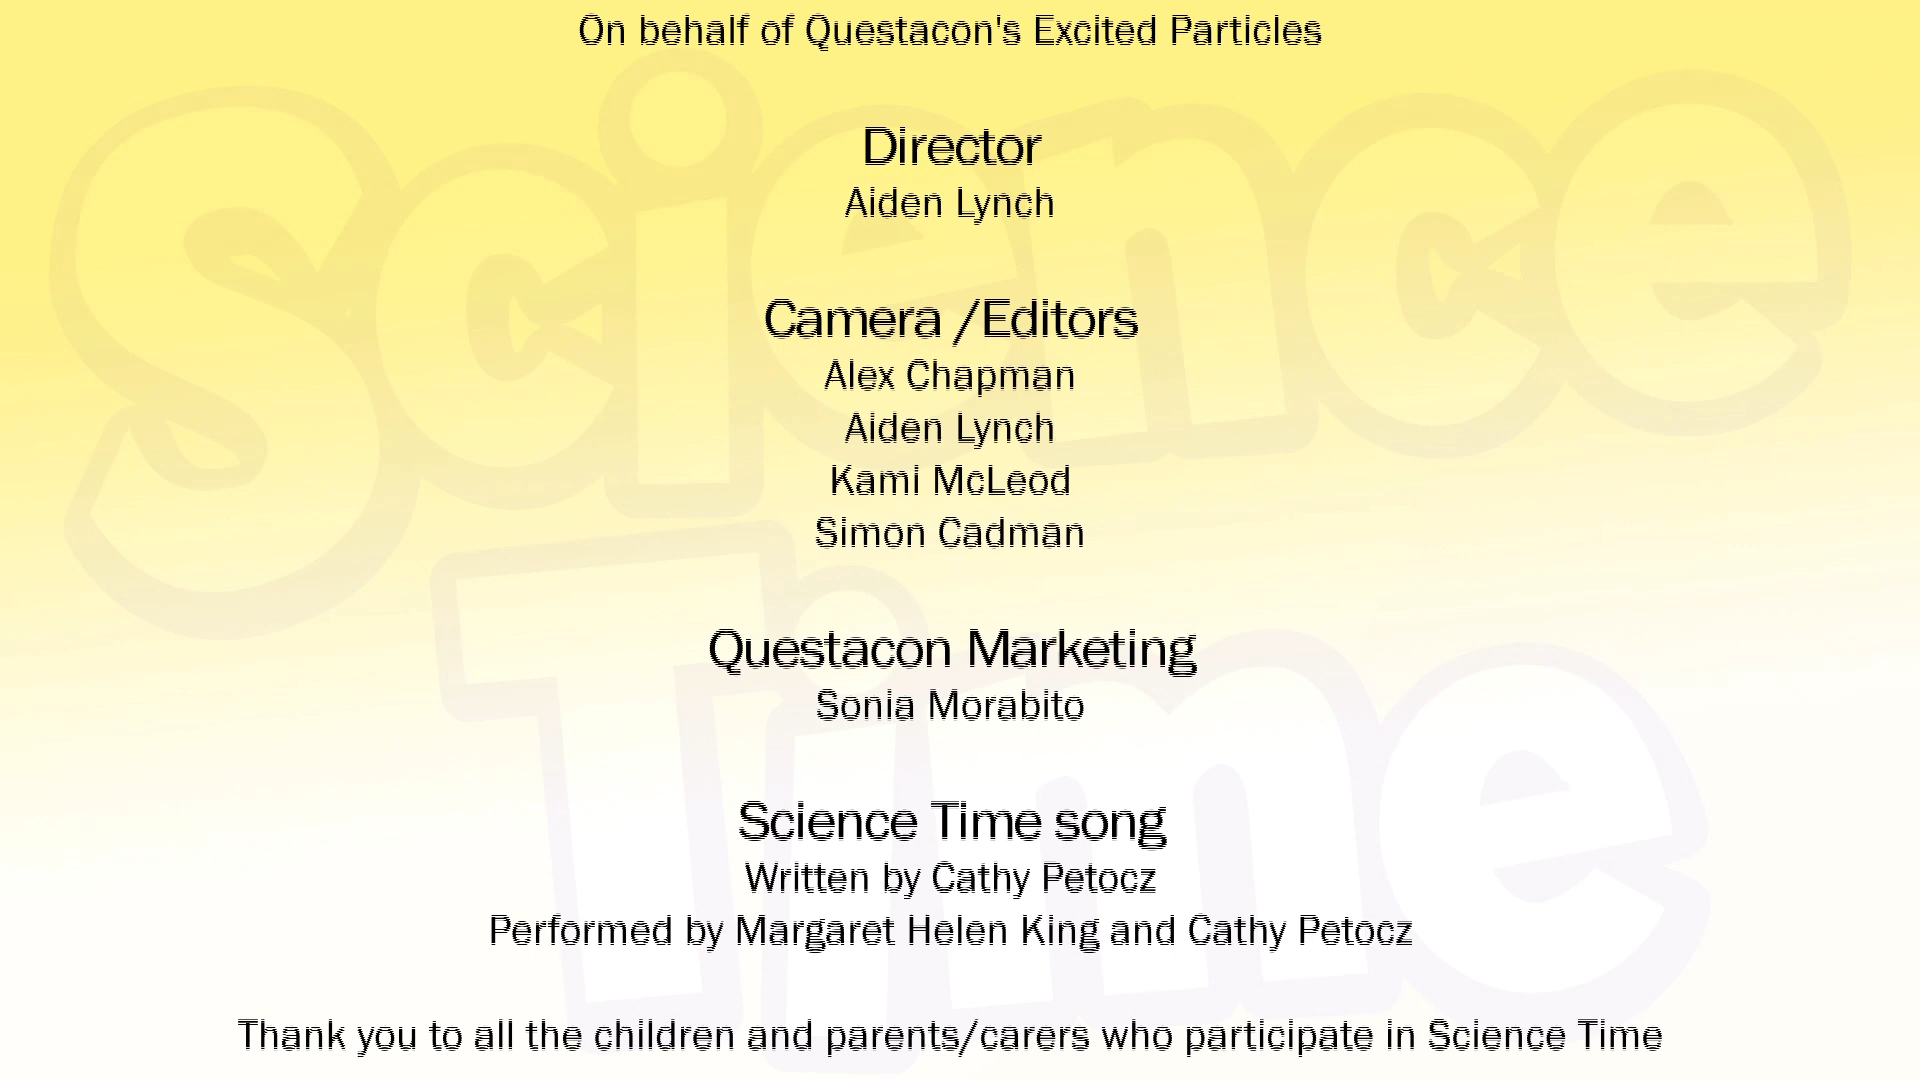 On behalf of Questacon's Excited Particles
Director
Aiden Lynch
Camera /Editors
Alex Chapman
Aiden Lynch
Kami McLeod
Simon Cadman
Questacon Marketing
Sonia Morabito
Science Time song
Written by Cathy Petocz
Performed by Margaret Helen King and Cathy Petocz
Thank you to all the children and parents/carers who participate in Science Time
Science
Time